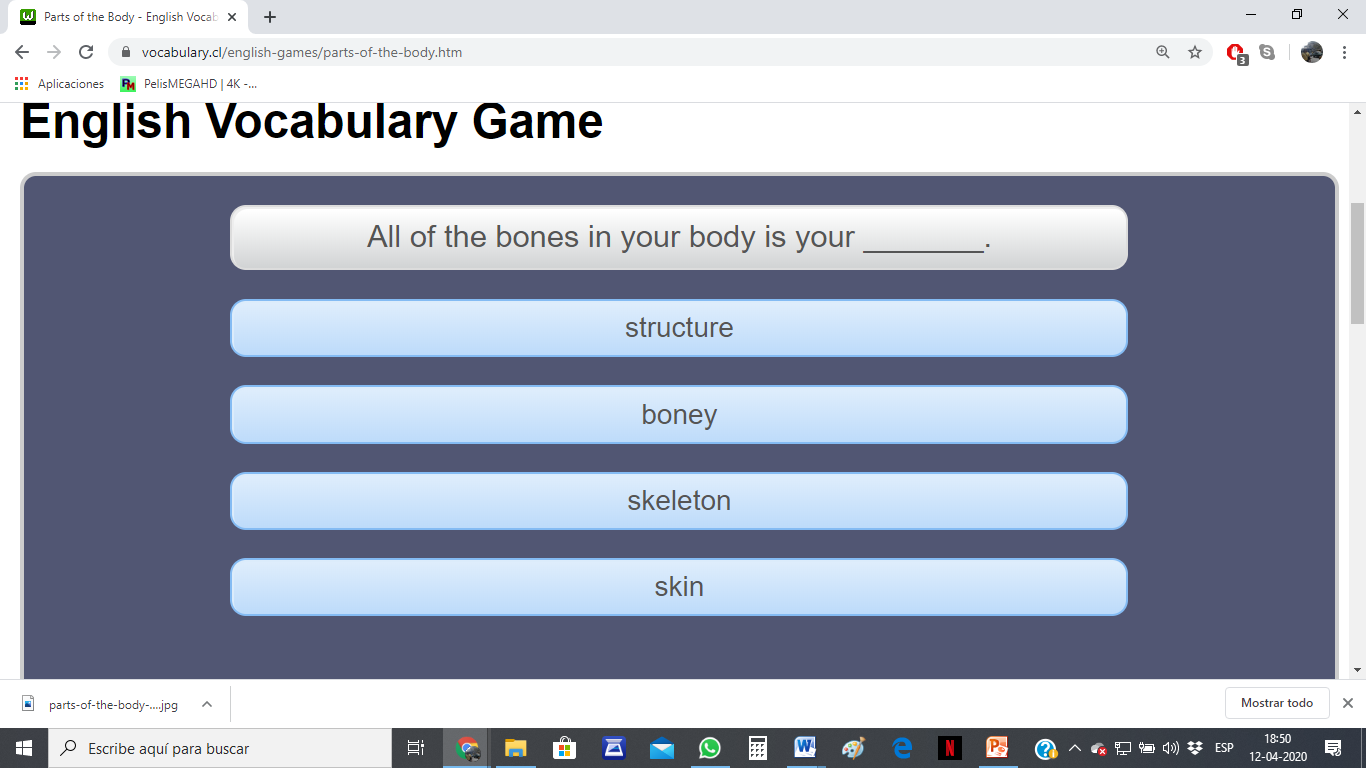 Parts of the Body - English Vocab
vocabulary.cl/english-games/parts-of-the-body.htm
3
Aplicaciones
PelisMEGAHD | 4K -...
English Vocabulary Game
All of the bones in your body is your ________.
structure
boney
skeleton
skin
parts-of-the-body-....jpg
Mostrar todo
Escribe aquí para buscar
ESP
18:50
12-04-2020